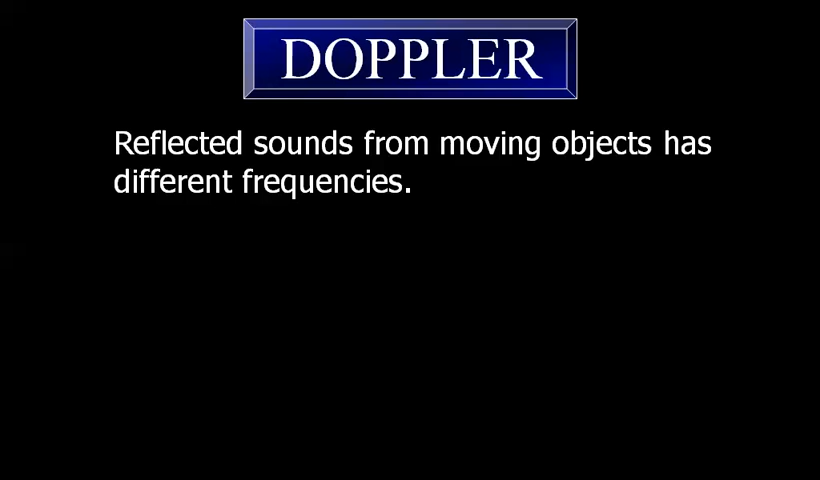 DOPPLER
Reflected sounds from moving objects has
different frequencies.